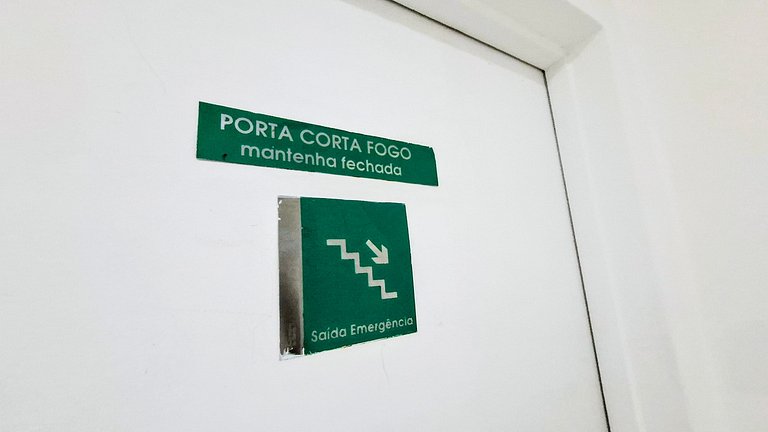 PORTA CORTA FOGO
mantenha fechada
Saída Emergência